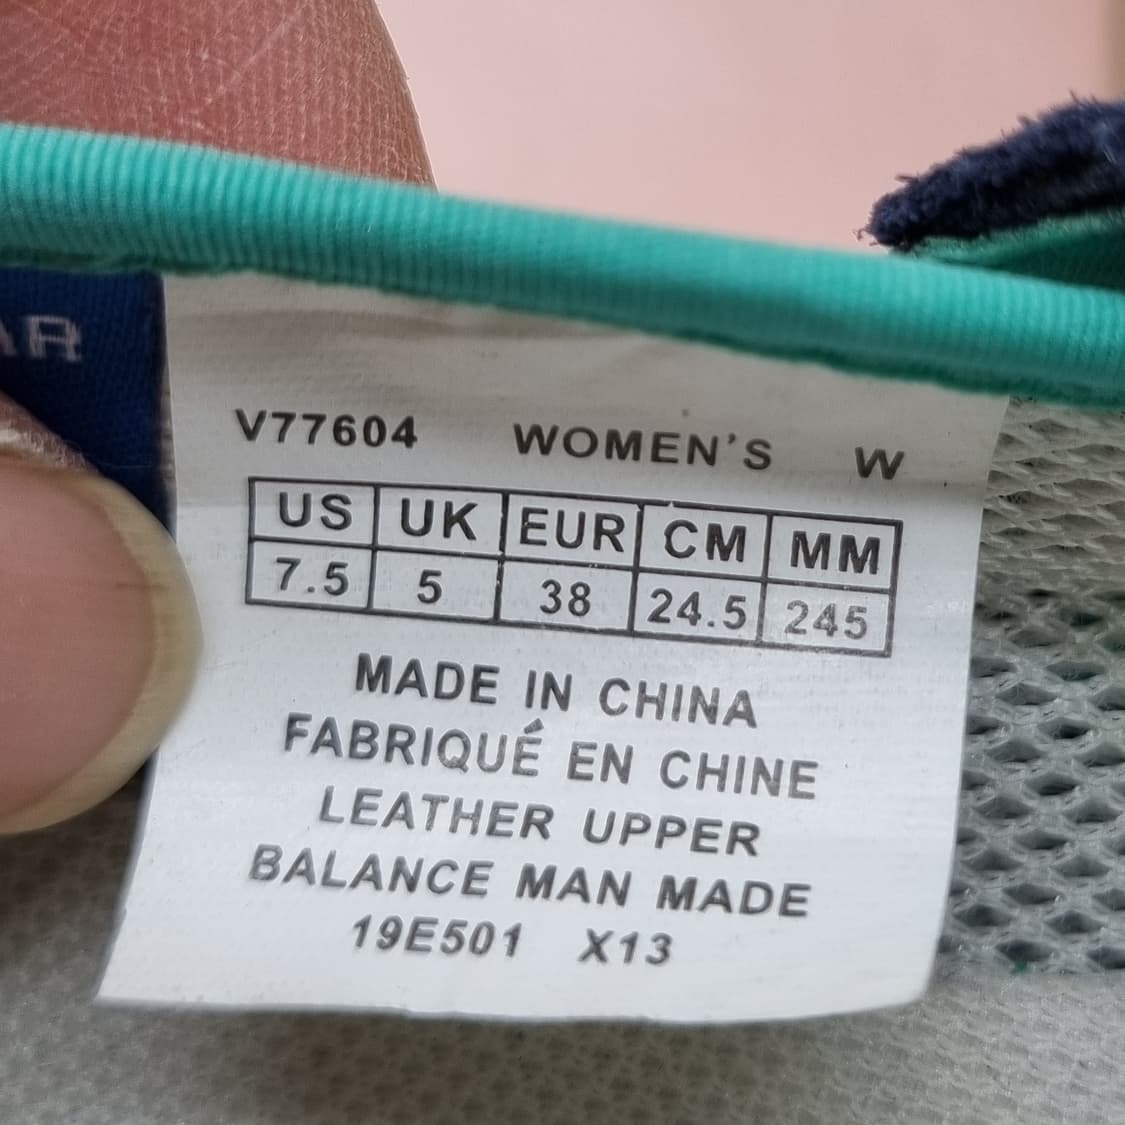 AR
V77604 WOMEN'S W
US UK EUR CM MM
7.5 5 38 24.5 245
MADE IN CHINA
FABRIQUÉ EN CHINE
LEATHER UPPER
BALANCE MAN MADE
19E501 X13